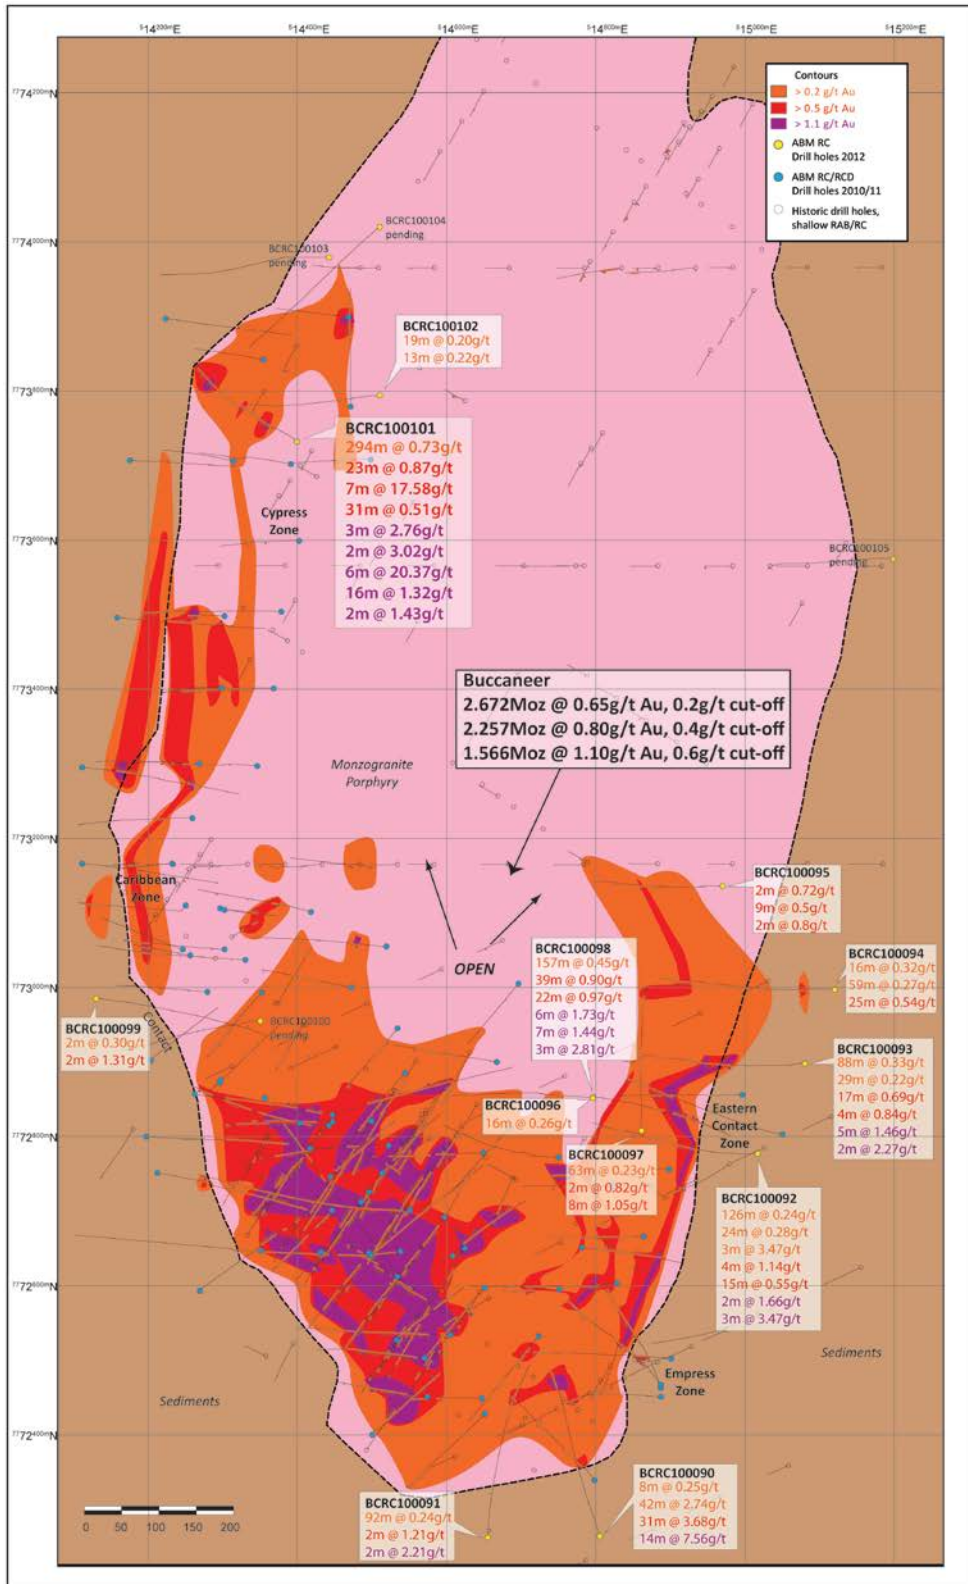 514200mE
514400mE
514600mE
514800mE
515000mE
515200mE
7774200mN
7774000mN
7773800mN
7773600mN
7773400mN
7773200mN
7773000mN
7772800mN
7772600mN
7772400mN
Contours
> 0.2 g/t Au
> 0.5 g/t Au
> 1.1 g/t Au
ABM RC
Drill holes 2012
ABM RC/RCD
Drill holes 2010/11
Historic drill holes,
shallow RAB/RC
BCRC100104
pending
BCRC100103
pending
BCRC100102
19m @ 0.20g/t
13m @ 0.22g/t
BCRC100101
294m @ 0.73g/t
23m @ 0.87g/t
7m @ 17.58g/t
31m @ 0.51g/t
3m @ 2.76g/t
2m @ 3.02g/t
6m @ 20.37g/t
16m @ 1.32g/t
2m @ 1.43g/t
Cypress
Zone
BCRC100105
pending
Buccaneer
2.672Moz @ 0.65g/t Au, 0.2g/t cut-off
2.257Moz @ 0.80g/t Au, 0.4g/t cut-off
1.566Moz @ 1.10g/t Au, 0.6g/t cut-off
Monzogranite
Porphyry
Caribbean
Zone
BCRC100095
2m @ 0.72g/t
9m @ 0.5g/t
2m @ 0.8g/t
OPEN
BCRC100098
157m @ 0.45g/t
39m @ 0.90g/t
22m @ 0.97g/t
6m @ 1.73g/t
7m @ 1.44g/t
3m @ 2.81g/t
BCRC100094
16m @ 0.32g/t
59m @ 0.27g/t
25m @ 0.54g/t
BCRC100099
2m @ 0.30g/t
2m @ 1.31g/t
Contact
BCRC100100
pending
BCRC100093
88m @ 0.33g/t
29m @ 0.22g/t
17m @ 0.69g/t
4m @ 0.84g/t
5m @ 1.46g/t
2m @ 2.27g/t
BCRC100096
16m @ 0.26g/t
Eastern
Contact
Zone
BCRC100097
63m @ 0.23g/t
2m @ 0.82g/t
8m @ 1.05g/t
BCRC100092
126m @ 0.24g/t
24m @ 0.28g/t
3m @ 3.47g/t
4m @ 1.14g/t
15m @ 0.55g/t
2m @ 1.66g/t
3m @ 3.47g/t
Sediments
Empress
Zone
Sediments
BCRC100091
92m @ 0.24g/t
2m @ 1.21g/t
2m @ 2.21g/t
BCRC100090
8m @ 0.25g/t
42m @ 2.74g/t
31m @ 3.68g/t
14m @ 7.56g/t
0 50 100 150 200